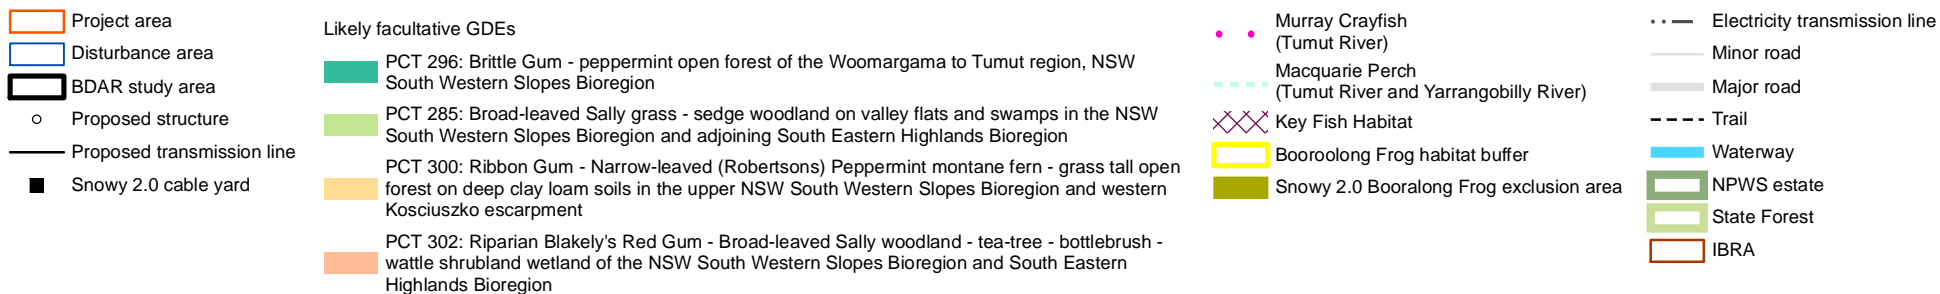 Project area
Disturbance area
BDAR study area
Proposed structure
Proposed transmission line
Snowy 2.0 cable yard
Likely facultative GDEs
PCT 296: Brittle Gum - peppermint open forest of the Woomargama to Tumut region, NSW
South Western Slopes Bioregion
PCT 285: Broad-leaved Sally grass - sedge woodland on valley flats and swamps in the NSW
South Western Slopes Bioregion and adjoining South Eastern Highlands Bioregion
PCT 300: Ribbon Gum - Narrow-leaved (Robertsons) Peppermint montane fern - grass tall open
forest on deep clay loam soils in the upper NSW South Western Slopes Bioregion and western
Kosciuszko escarpment
PCT 302: Riparian Blakely's Red Gum - Broad-leaved Sally woodland - tea-tree - bottlebrush -
wattle shrubland wetland of the NSW South Western Slopes Bioregion and South Eastern
Highlands Bioregion
Murray Crayfish
(Tumut River)
Macquarie Perch
(Tumut River and Yarrangobilly River)
Key Fish Habitat
Booroolong Frog habitat buffer
Snowy 2.0 Booralong Frog exclusion area
Electricity transmission line
Minor road
Major road
Trail
Waterway
NPWS estate
State Forest
IBRA